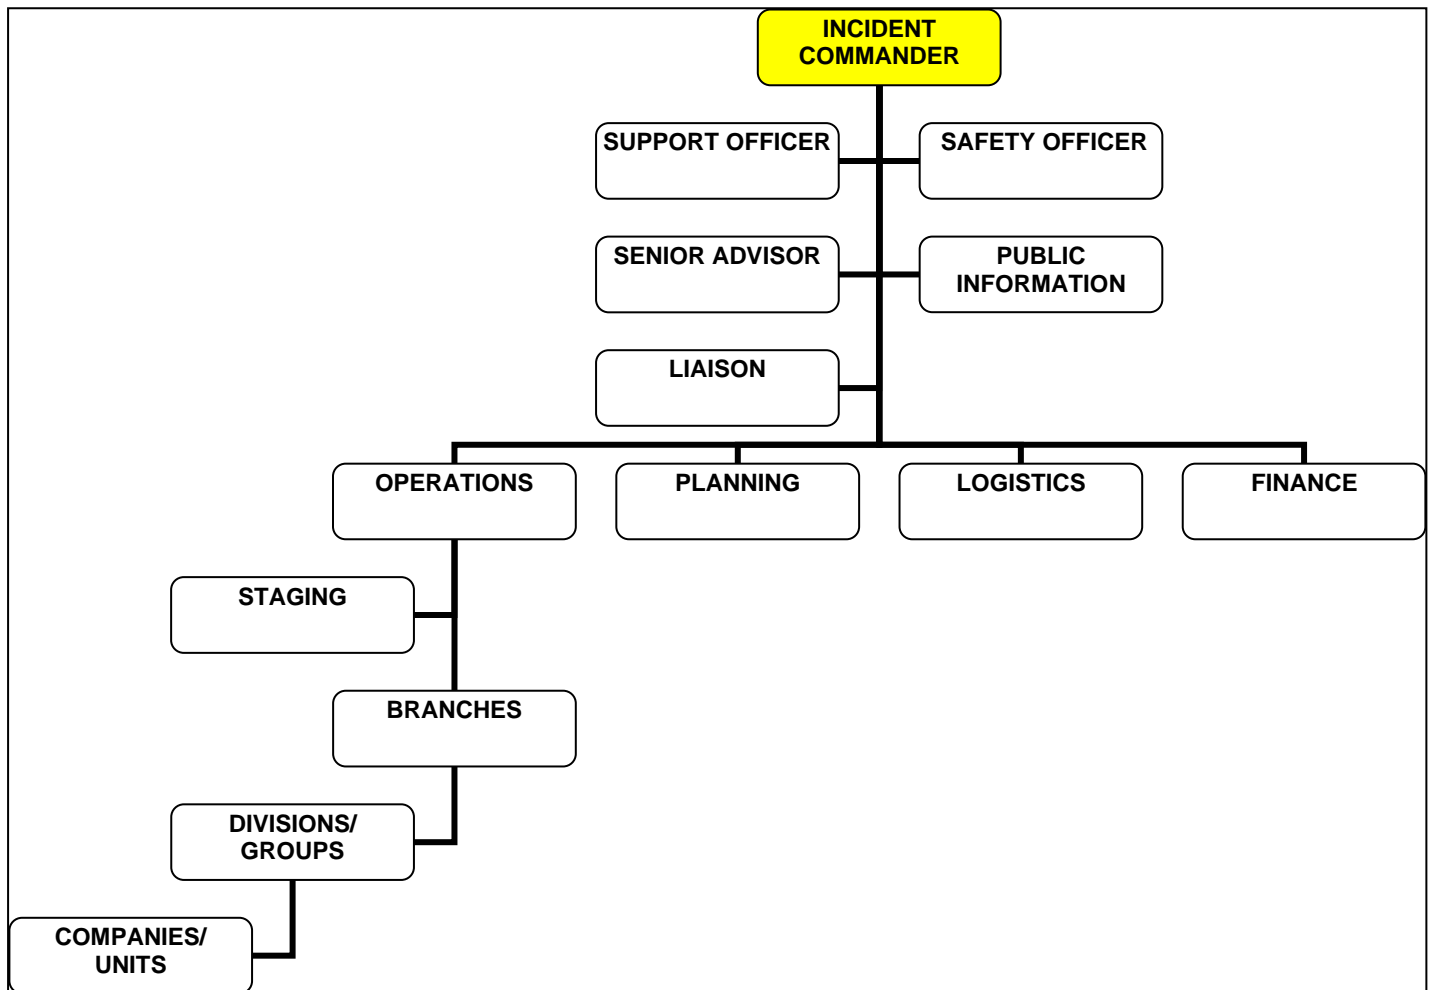 INCIDENT
COMMANDER
SUPPORT OFFICER
SAFETY OFFICER
SENIOR ADVISOR
PUBLIC
INFORMATION
LIAISON
OPERATIONS
PLANNING
LOGISTICS
FINANCE
STAGING
BRANCHES
DIVISIONS/
GROUPS
COMPANIES/
UNITS